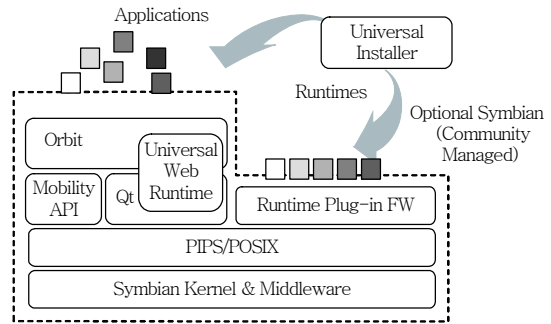 Applications
Universal
Installer
Runtimes
Optional Symbian
(Community
Managed)
Orbit
Universal
Web
Runtime
Mobility
API
Qt
Runtime Plug-in FW
PIPS/POSIX
Symbian Kernel & Middleware